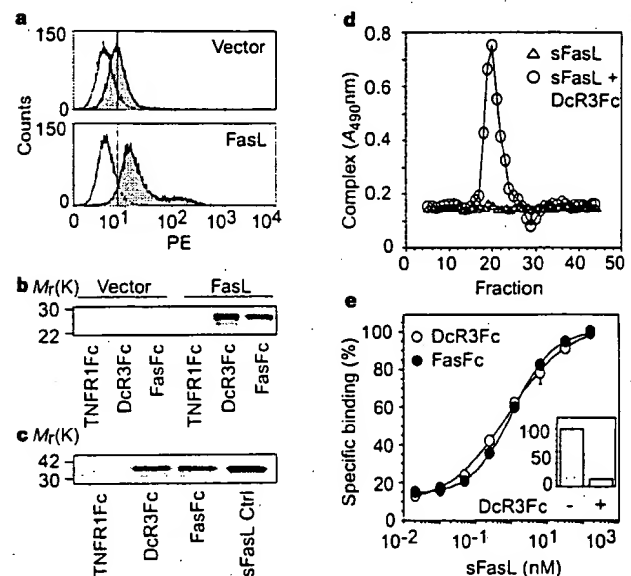 a
150
Vector
0
150
FasL
Counts
0
0 10¹ 10² 10³ 10⁴
PE
b Mr(K) Vector FasL
30
22
TNFR1Fc
DcR3Fc
FasFc
TNFR1Fc
DcR3Fc
FasFc
c Mr(K)
42
30
TNFR1Fc
DcR3Fc
FasFc
sFasL Ctrl
d
0.8
0.6
0.4
0.2
0
Complex (A490nm)
sFasL
sFasL +
DcR3Fc
0 10 20 30 40 50
Fraction
e
100
80
60
40
20
0
Specific binding (%)
DcR3Fc
FasFc
100
50
0
DcR3Fc - +
10⁻² 10⁻¹ 10¹ 10³
sFasL (nM)